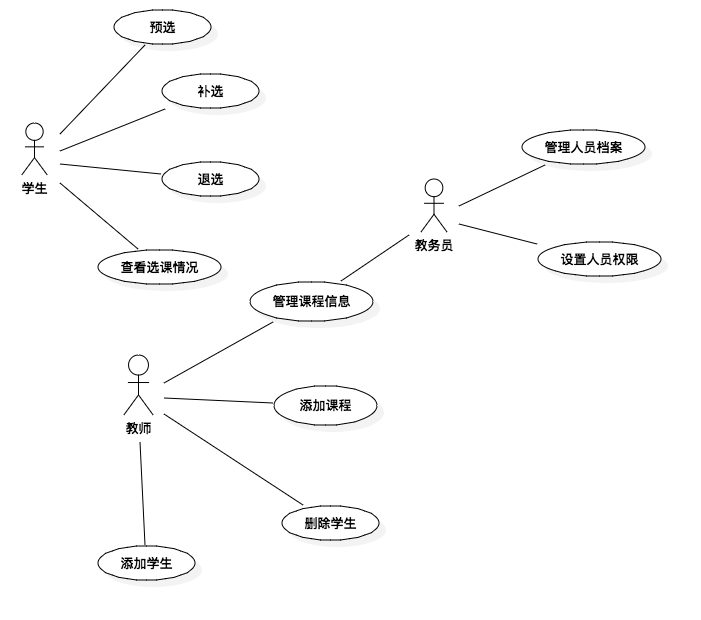 预选
补选
学生
管理人员档案
退选
教务员
设置人员权限
查看选课情况
管理课程信息
添加课程
教师
删除学生
添加学生